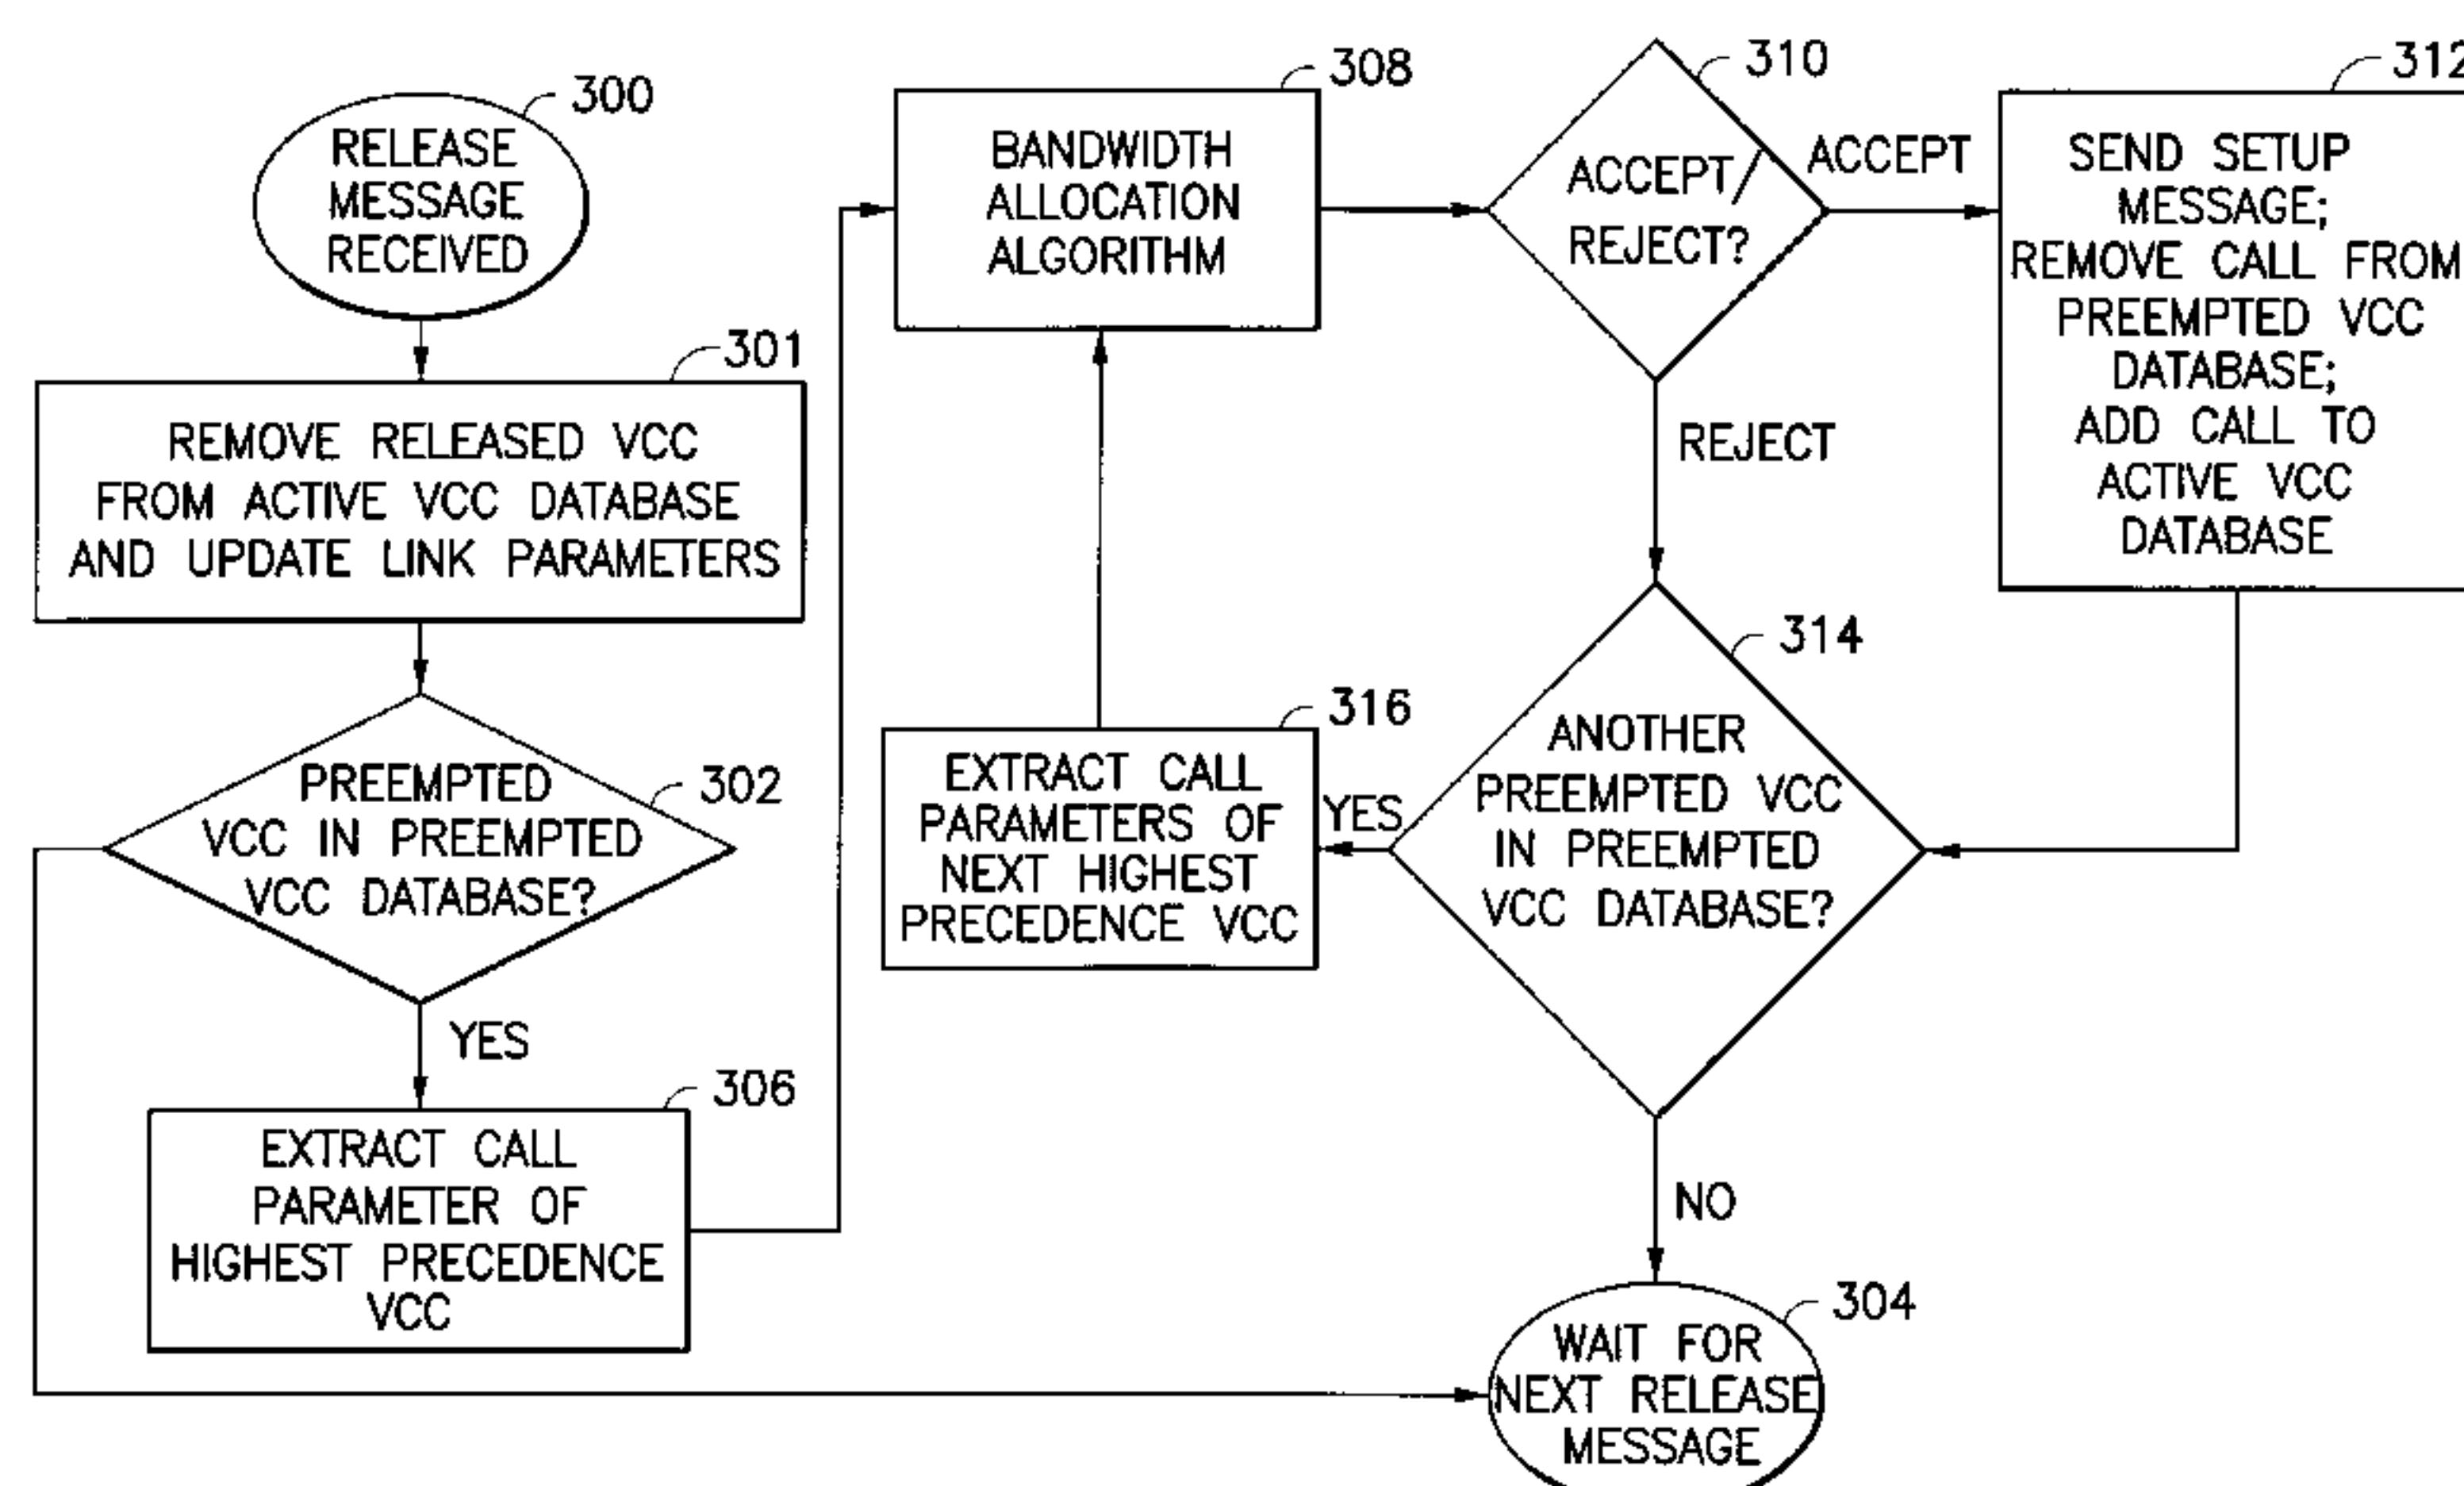 300
RELEASE
MESSAGE
RECEIVED
301
REMOVE RELEASED VCC
FROM ACTIVE VCC DATABASE
AND UPDATE LINK PARAMETERS
302
PREEMPTED
VCC IN PREEMPTED
VCC DATABASE?
YES
306
EXTRACT CALL
PARAMETER OF
HIGHEST PRECEDENCE
VCC
308
BANDWIDTH
ALLOCATION
ALGORITHM
310
ACCEPT/
REJECT?
ACCEPT
REJECT
312
SEND SETUP
MESSAGE;
REMOVE CALL FROM
PREEMPTED VCC
DATABASE;
ADD CALL TO
ACTIVE VCC
DATABASE
314
ANOTHER
PREEMPTED VCC
IN PREEMPTED
VCC DATABASE?
YES
316
EXTRACT CALL
PARAMETERS OF
NEXT HIGHEST
PRECEDENCE VCC
NO
304
WAIT FOR
NEXT RELEASE
MESSAGE